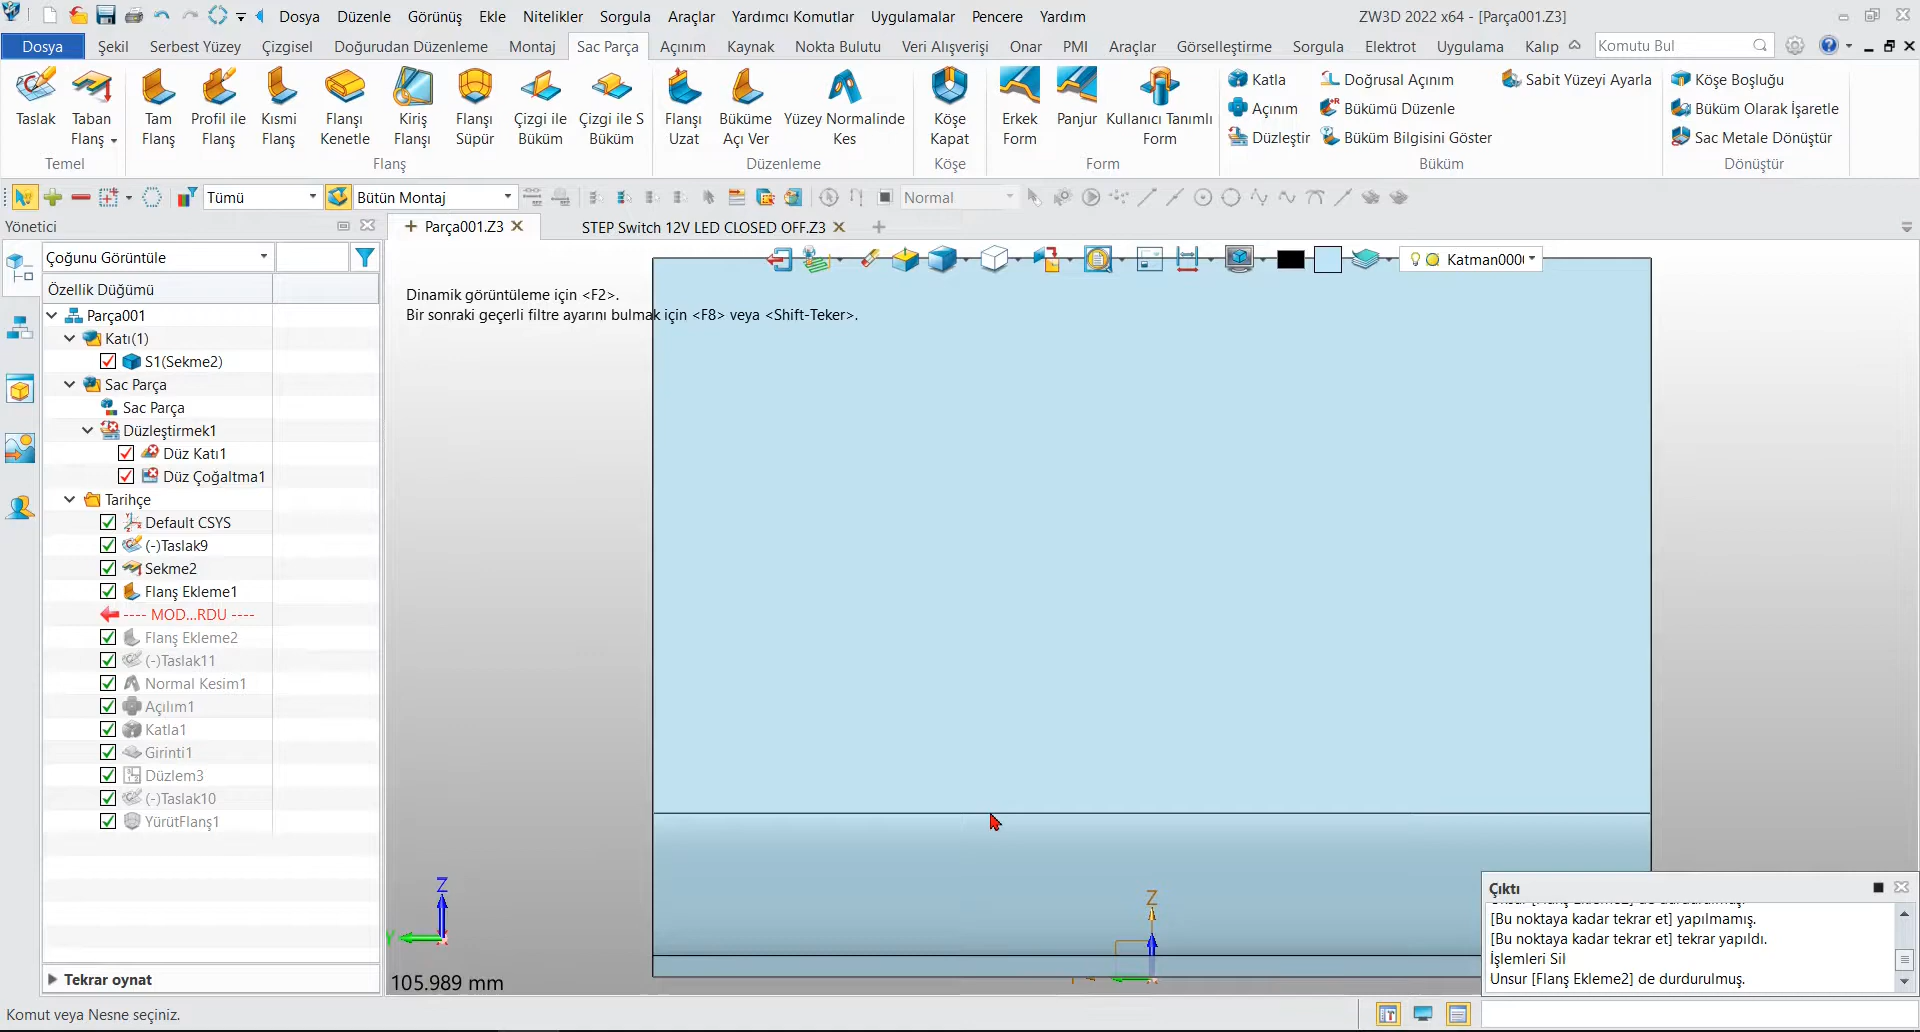 Dosya Düzenle Görünüş Ekle Nitelikler Sorgula Araçlar Yardımcı Komutlar Uygulamalar Pencere Yardım ZW3D 2022 x64 - [Parça001.Z3]
Dosya Şekil Serbest Yüzey Çizgisel Doğurudan Düzenleme Montaj Sac Parça Açınım Kaynak Nokta Bulutu Veri Alışverişi Onar PMI Araçlar Görselleştirme Sorgula Elektrot Uygulama Kalıp Komutu Bul
Taslak
Taban Flanş
Tam Flanş
Profil ile Flanş
Kısmi Flanş
Flanşı Kenetle
Kiriş Flanşı
Flanşı Süpür
Çizgi ile Büküm
Çizgi ile S Büküm
Flanşı Uzat
Büküme Açı Ver
Yüzey Normalinde Kes
Köşe Kapat
Erkek Form
Panjur
Kullanıcı Tanımlı Form
Katla Doğrusal Açınım Sabit Yüzeyi Ayarla Köşe Boşluğu
Açınım Bükümü Düzenle Büküm Olarak İşaretle
Düzleştir Büküm Bilgisini Göster Sac Metale Dönüştür
Temel Flanş Düzenleme Köşe Form Büküm Dönüştür
Tümü Bütün Montaj Normal
Yönetici
Parça001.Z3 STEP Switch 12V LED CLOSED OFF.Z3
Çoğunu Görüntüle
Özellik Düğümü
Parça001
Katı(1)
S1(Sekme2)
Sac Parça
Sac Parça
Düzleştirmek1
Düz Katı1
Düz Çoğaltma1
Tarihçe
Default CSYS
(-)Taslak9
Sekme2
Flanş Ekleme1
---- MOD...RDU ----
Flanş Ekleme2
(-)Taslak11
Normal Kesim1
Açılım1
Katla1
Girinti1
Düzlem3
(-)Taslak10
YürütFlanş1
Tekrar oynat
Katman000
Dinamik görüntüleme için <F2>.
Bir sonraki geçerli filtre ayarını bulmak için <F8> veya <Shift-Teker>.
Z
Y
Z
105.989 mm
Çıktı
[Bu noktaya kadar tekrar et] yapılmamış.
[Bu noktaya kadar tekrar et] tekrar yapıldı.
İşlemleri Sil
Unsur [Flanş Ekleme2] de durdurulmuş.
Komut veya Nesne seçiniz.